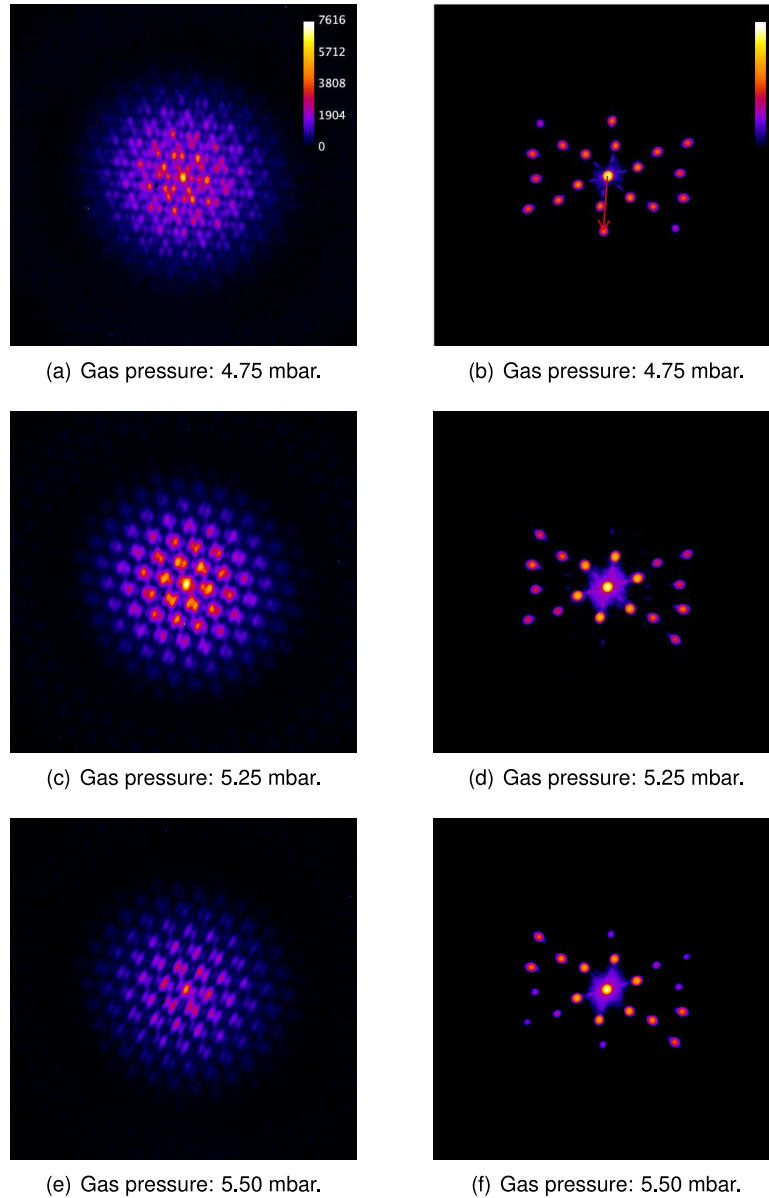 7616
5712
3808
1904
0
(a) Gas pressure: 4.75 mbar.
(b) Gas pressure: 4.75 mbar.
(c) Gas pressure: 5.25 mbar.
(d) Gas pressure: 5.25 mbar.
(e) Gas pressure: 5.50 mbar.
(f) Gas pressure: 5.50 mbar.